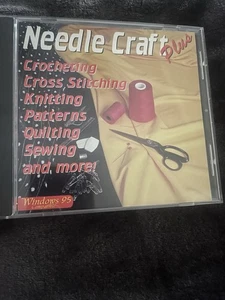 Needle Craft Plus
Crocheting
Cross Stitching
Knitting
Patterns
Quilting
Sewing
and more!
Windows 95